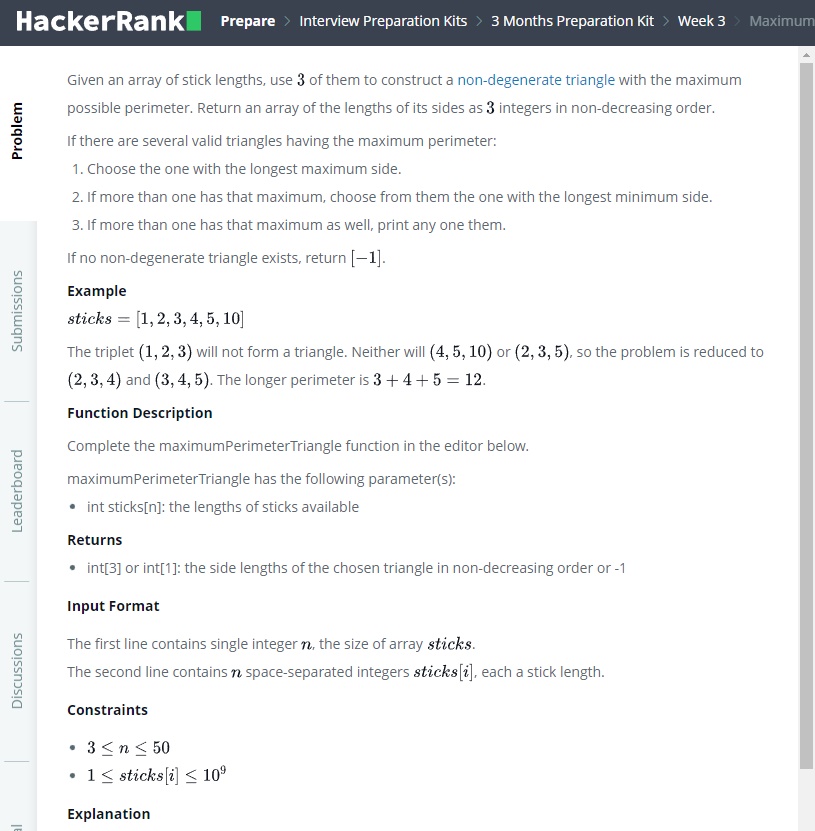 HackerRank Prepare > Interview Preparation Kits > 3 Months Preparation Kit > Week 3 > Maximum
Problem
Submissions
Leaderboard
Discussions
Given an array of stick lengths, use 3 of them to construct a non-degenerate triangle with the maximum
possible perimeter. Return an array of the lengths of its sides as 3 integers in non-decreasing order.
If there are several valid triangles having the maximum perimeter:
1. Choose the one with the longest maximum side.
2. If more than one has that maximum, choose from them the one with the longest minimum side.
3. If more than one has that maximum as well, print any one them.
If no non-degenerate triangle exists, return [−1].
Example
sticks = [1, 2, 3, 4, 5, 10]
The triplet (1, 2, 3) will not form a triangle. Neither will (4, 5, 10) or (2, 3, 5), so the problem is reduced to
(2, 3, 4) and (3, 4, 5). The longer perimeter is 3 + 4 + 5 = 12.
Function Description
Complete the maximumPerimeterTriangle function in the editor below.
maximumPerimeterTriangle has the following parameter(s):
• int sticks[n]: the lengths of sticks available
Returns
• int[3] or int[1]: the side lengths of the chosen triangle in non-decreasing order or -1
Input Format
The first line contains single integer n, the size of array sticks.
The second line contains n space-separated integers sticks[i], each a stick length.
Constraints
• 3 ≤ n ≤ 50
• 1 ≤ sticks[i] ≤ 10⁹
Explanation